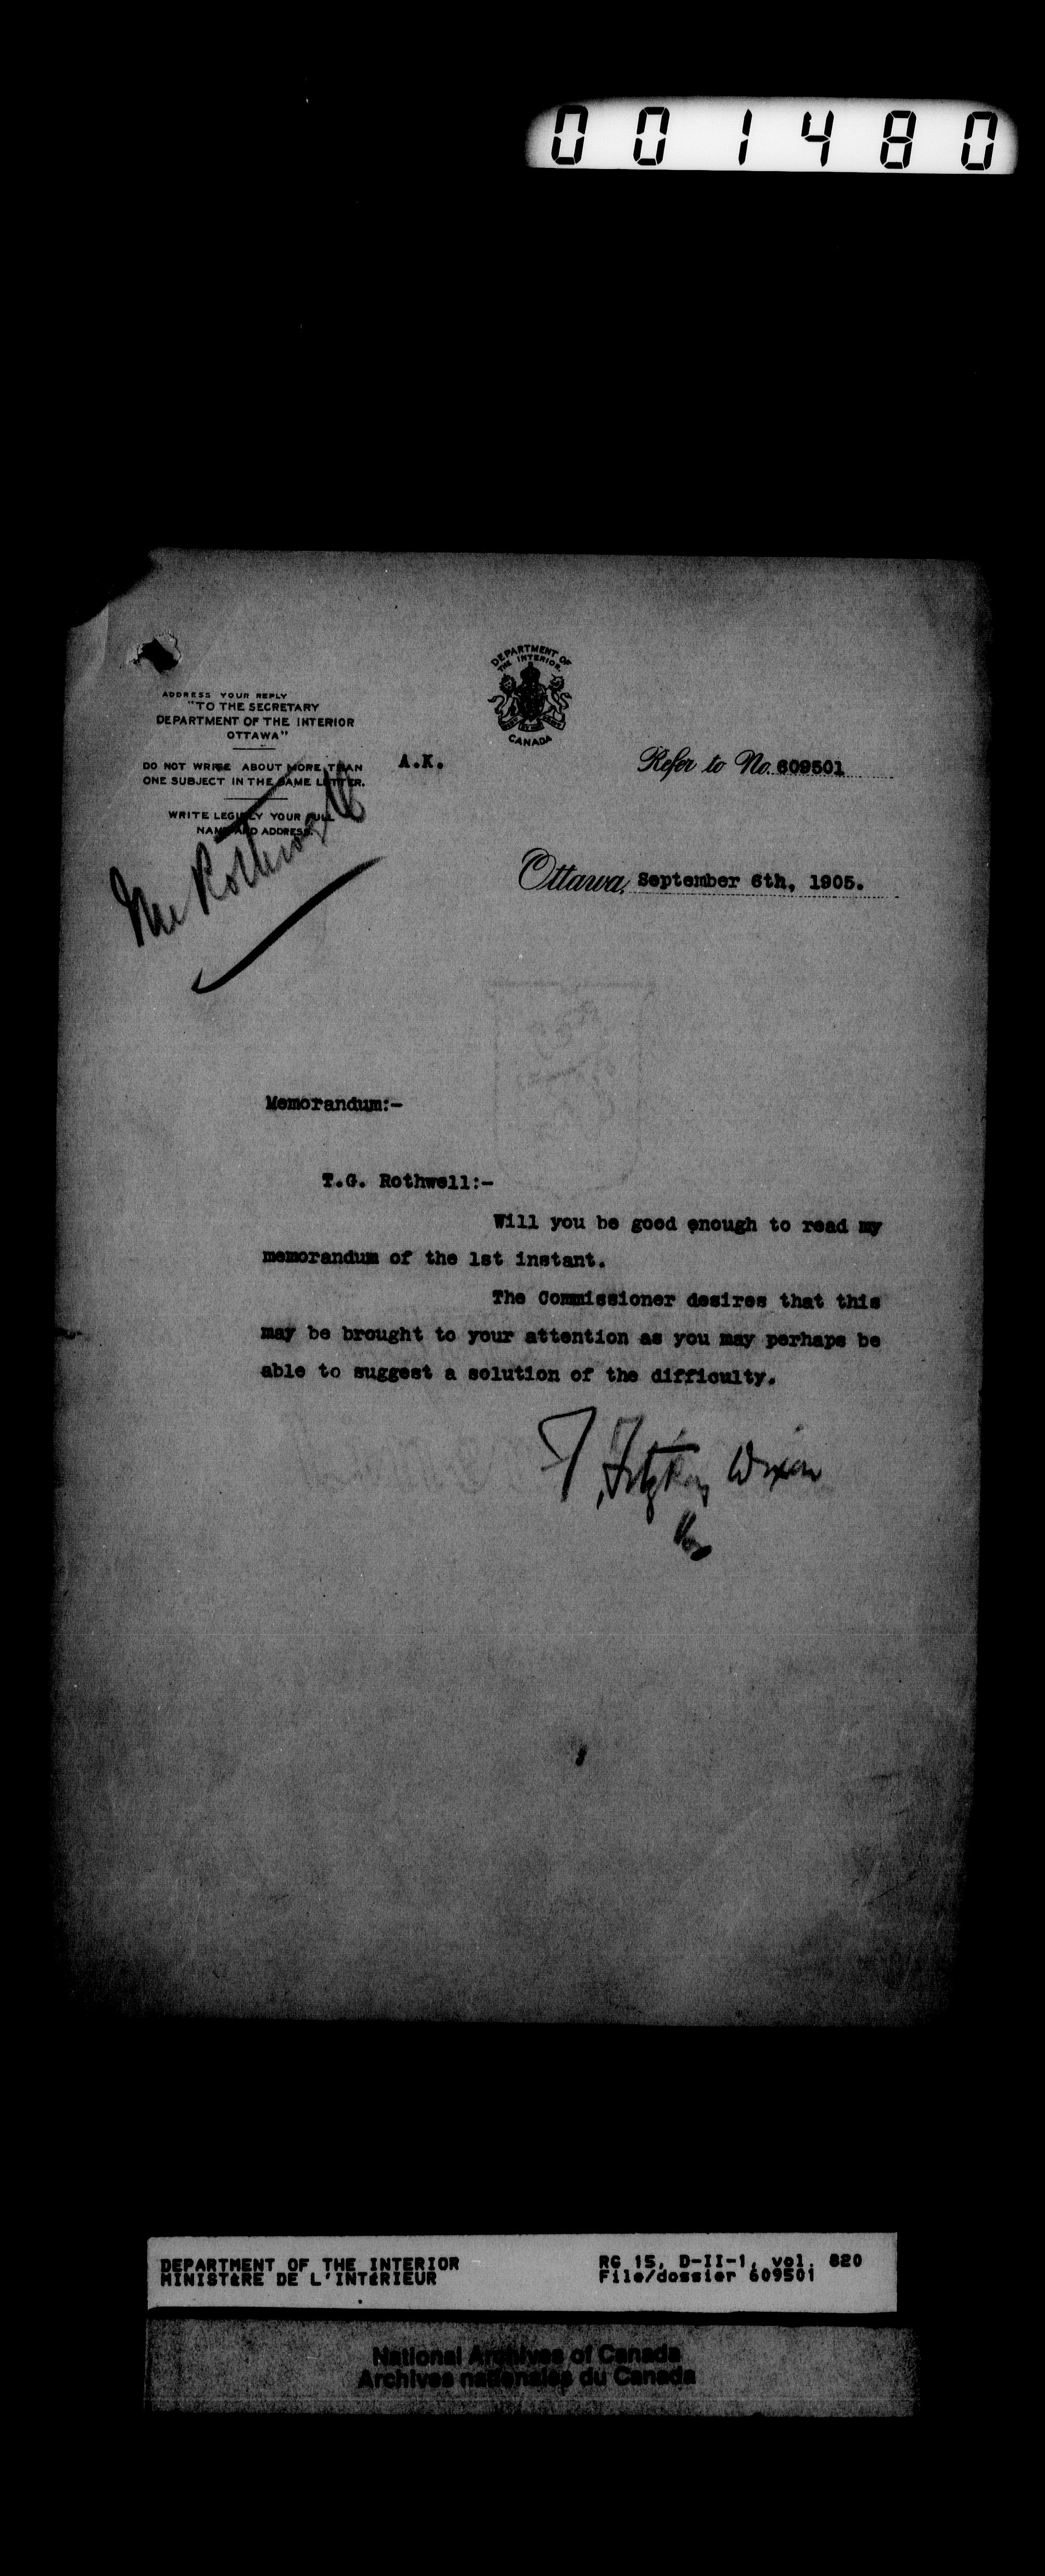 001480
DEPARTMENT OF
THE INTERIOR.
CANADA
ADDRESS YOUR REPLY
"TO THE SECRETARY
DEPARTMENT OF THE INTERIOR
OTTAWA"
DO NOT WRITE ABOUT MORE THAN
ONE SUBJECT IN THE SAME LETTER.
WRITE LEGIBLY YOUR FULL
NAME AND ADDRESS.
A.K.
Refer to No. 609501
Mr Rothwell
Ottawa, September 6th, 1905.
Memorandum:-
T.G. Rothwell:-
Will you be good enough to read my
memorandum of the 1st instant.
The Commissioner desires that this
may be brought to your attention as you may perhaps be
able to suggest a solution of the difficulty.
DEPARTMENT OF THE INTERIOR
MINISTÈRE DE L'INTÉRIEUR
RG 15, D-II-1, vol. 820
File/dossier 609501
National Archives of Canada
Archives nationales du Canada